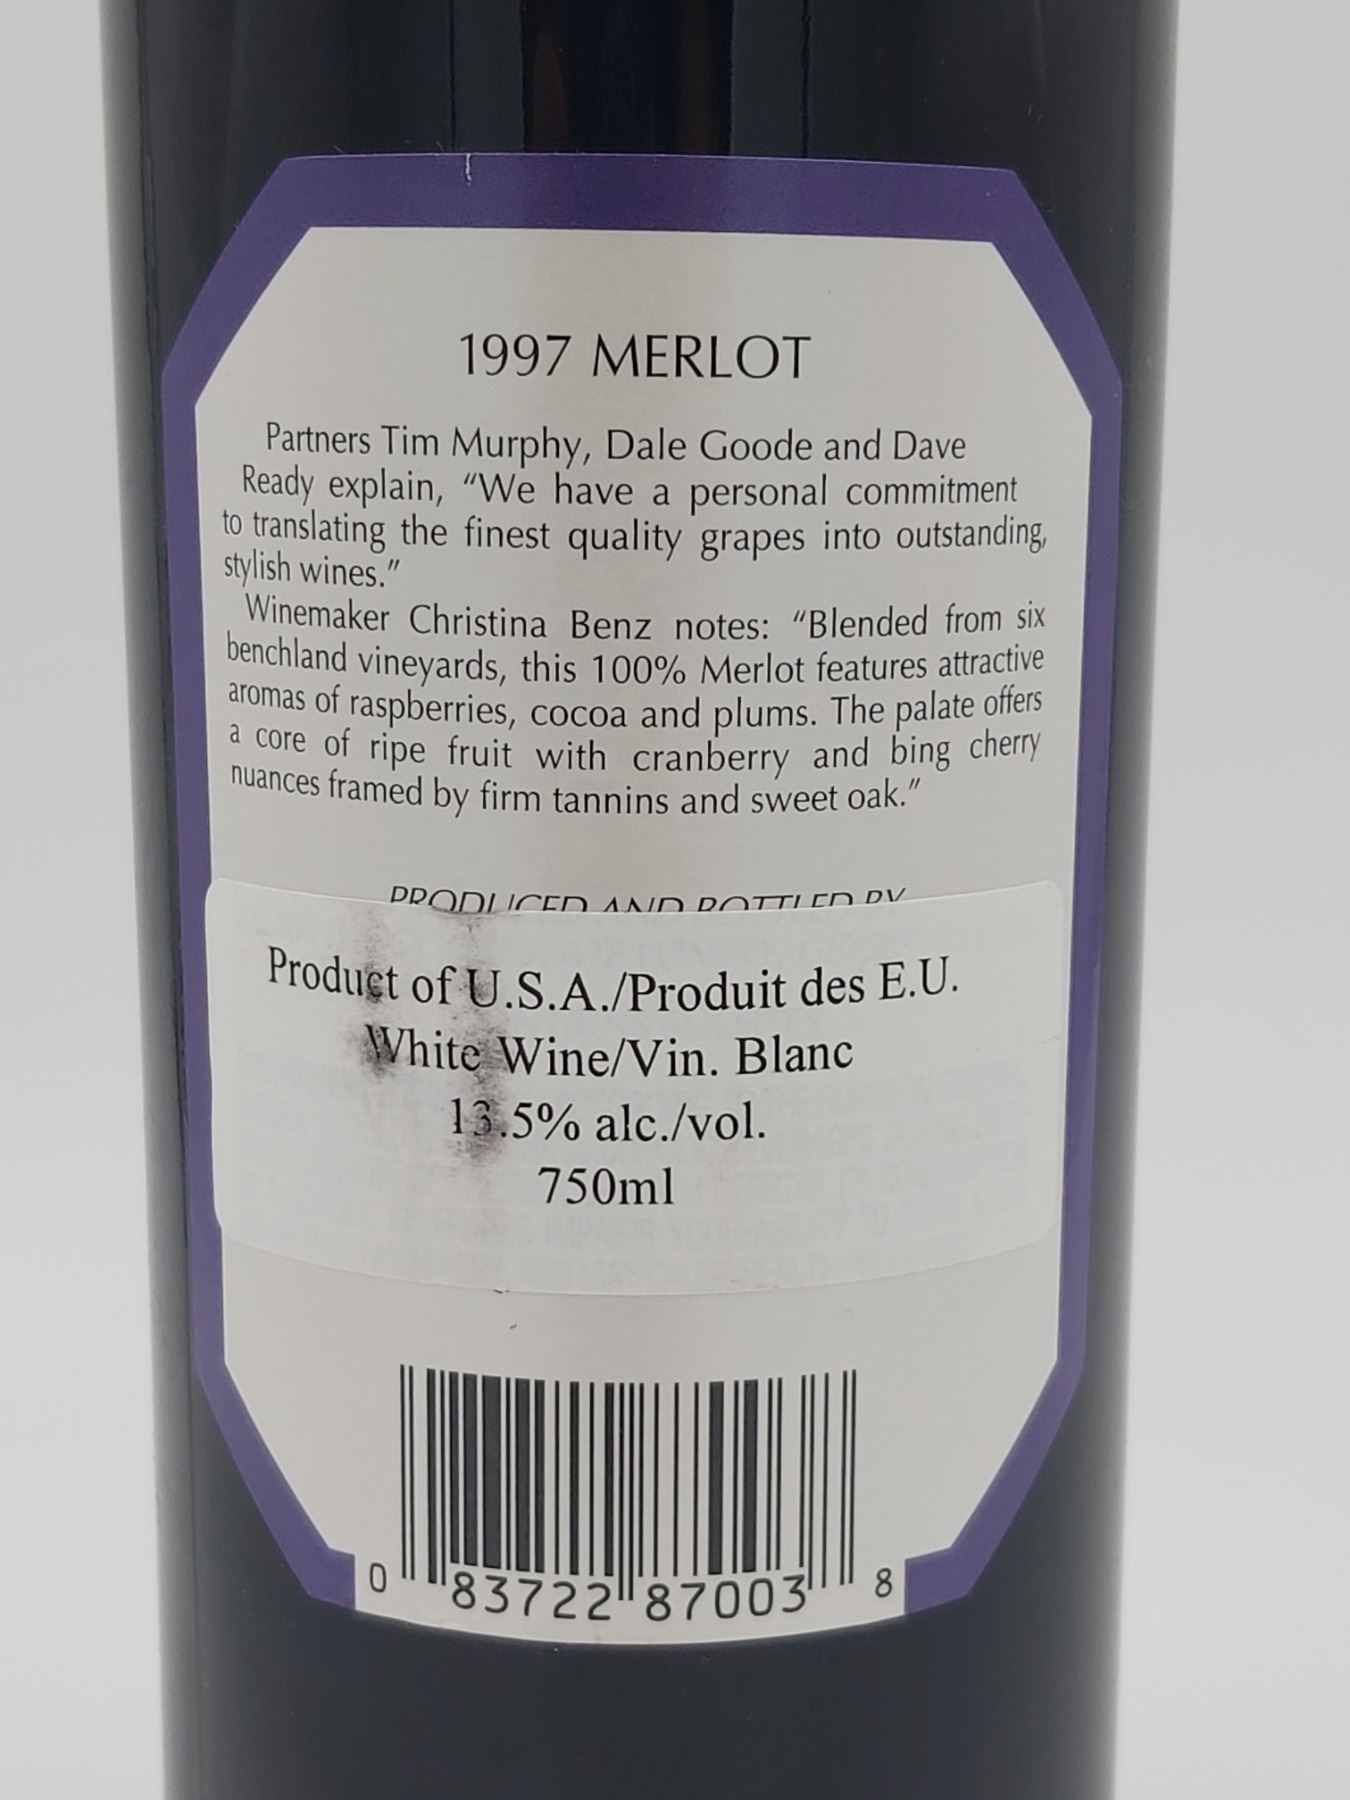 1997 MERLOT
Partners Tim Murphy, Dale Goode and Dave
Ready explain, “We have a personal commitment
to translating the finest quality grapes into outstanding,
stylish wines.”
Winemaker Christina Benz notes: “Blended from six
benchland vineyards, this 100% Merlot features attractive
aromas of raspberries, cocoa and plums. The palate offers
a core of ripe fruit with cranberry and bing cherry
nuances framed by firm tannins and sweet oak.”
PRODUCED AND BOTTLED BY
Product of U.S.A./Produit des E.U.
White Wine/Vin. Blanc
13.5% alc./vol.
750ml
0 83722 87003 8